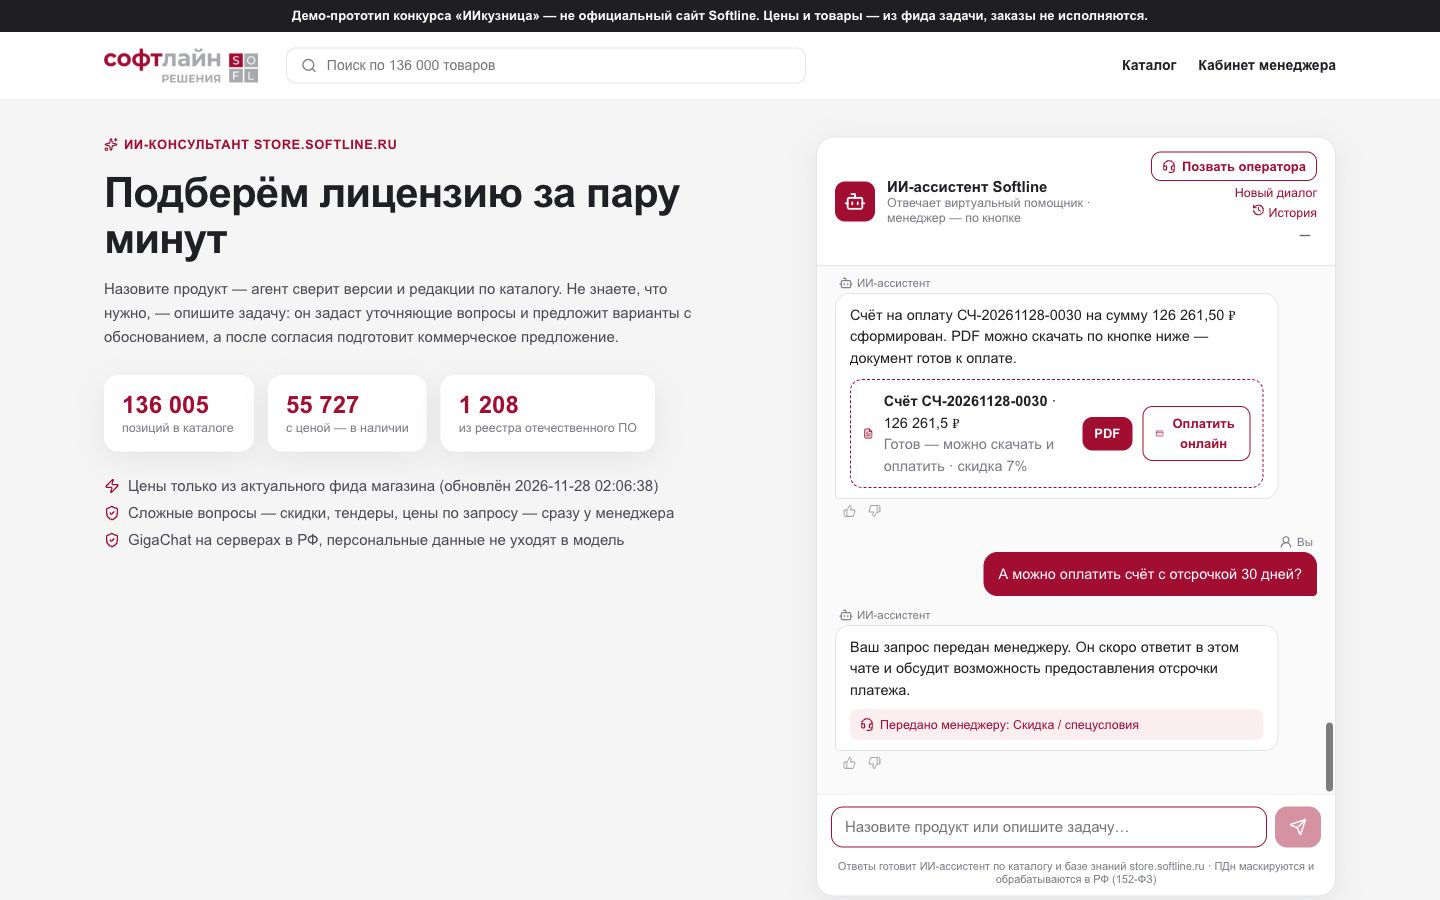 Демо-прототип конкурса «ИИкузница» — не официальный сайт Softline. Цены и товары — из фида задачи, заказы не исполняются.
софтлайн
РЕШЕНИЯ
SO
FL
Поиск по 136 000 товаров
Каталог
Кабинет менеджера
ИИ-КОНСУЛЬТАНТ STORE.SOFTLINE.RU
Подберём лицензию за пару
минут
Назовите продукт — агент сверит версии и редакции по каталогу. Не знаете, что
нужно, — опишите задачу: он задаст уточняющие вопросы и предложит варианты с
обоснованием, а после согласия подготовит коммерческое предложение.
136 005
позиций в каталоге
55 727
с ценой — в наличии
1 208
из реестра отечественного ПО
Цены только из актуального фида магазина (обновлён 2026-11-28 02:06:38)
Сложные вопросы — скидки, тендеры, цены по запросу — сразу у менеджера
GigaChat на серверах в РФ, персональные данные не уходят в модель
ИИ-ассистент Softline
Отвечает виртуальный помощник ·
менеджер — по кнопке
Позвать оператора
Новый диалог
История
—
ИИ-ассистент
Счёт на оплату СЧ-20261128-0030 на сумму 126 261,50 ₽
сформирован. PDF можно скачать по кнопке ниже —
документ готов к оплате.
Счёт СЧ-20261128-0030 ·
126 261,5 ₽
Готов — можно скачать и
оплатить · скидка 7%
PDF
Оплатить
онлайн
Вы
А можно оплатить счёт с отсрочкой 30 дней?
ИИ-ассистент
Ваш запрос передан менеджеру. Он скоро ответит в этом
чате и обсудит возможность предоставления отсрочки
платежа.
Передано менеджеру: Скидка / спецусловия
Назовите продукт или опишите задачу…
Ответы готовит ИИ-ассистент по каталогу и базе знаний store.softline.ru · ПДн маскируются и
обрабатываются в РФ (152-ФЗ)